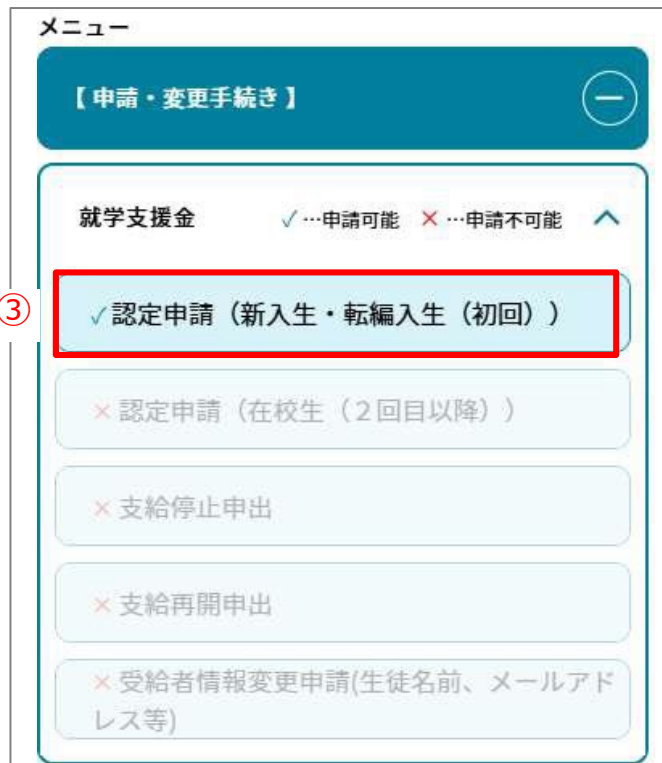 メニュー
【 申請・変更手続き 】
就学支援金 ✓ …申請可能 × …申請不可能
③
✓認定申請（新入生・転編入生（初回））
×認定申請（在校生（２回目以降））
×支給停止申出
×支給再開申出
×受給者情報変更申請(生徒名前、メールアド
レス等)